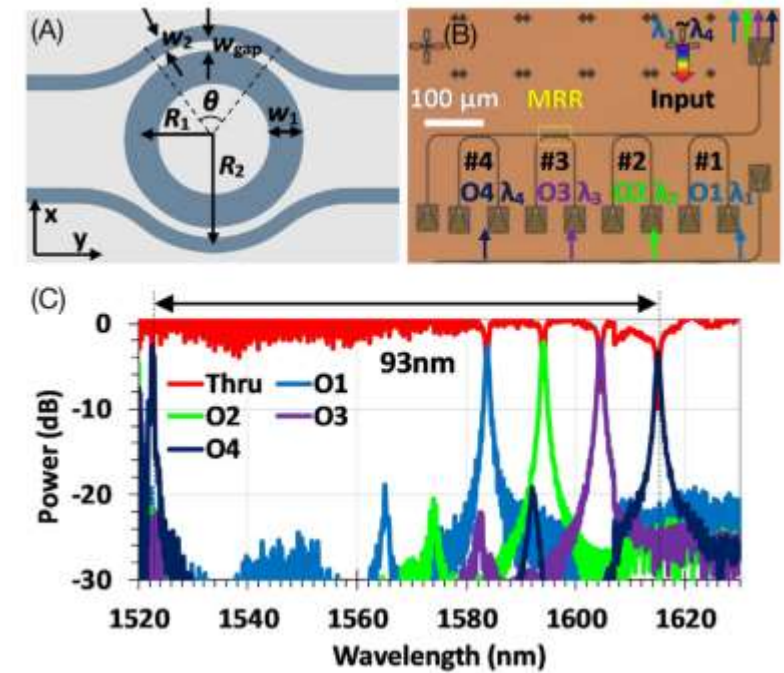 (A)
w₂
w_gap
θ
R₁
w₁
R₂
x
y
(B)
λ₁~λ₄
100 μm
MRR
Input
#4 #3 #2 #1
O4 λ₄ O3 λ₃ O2 λ₂ O1 λ₁
(C)
93nm
Thru O1
O2 O3
O4
Power (dB)
0
-10
-20
-30
1520 1540 1560 1580 1600 1620
Wavelength (nm)